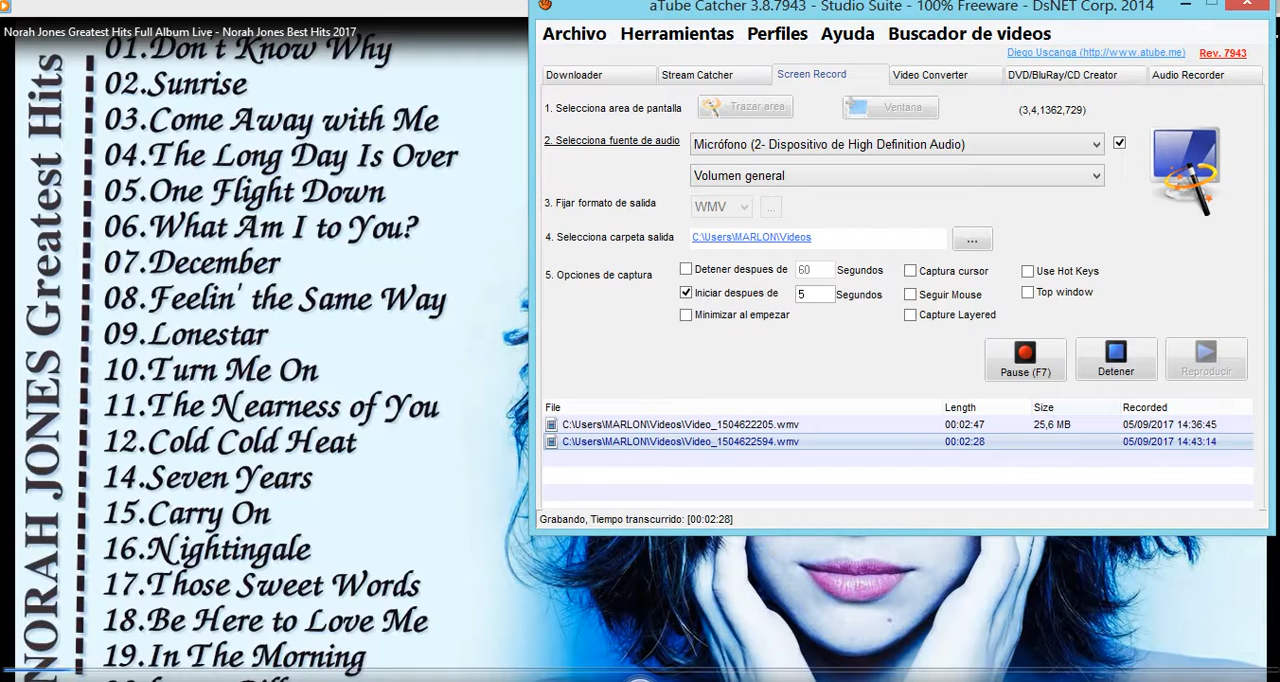 Norah Jones Greatest Hits Full Album Live - Norah Jones Best Hits 2017
NORAH JONES Greatest Hits
01.Don't Know Why
02.Sunrise
03.Come Away with Me
04.The Long Day Is Over
05.One Flight Down
06.What Am I to You?
07.December
08.Feelin' the Same Way
09.Lonestar
10.Turn Me On
11.The Nearness of You
12.Cold Cold Heat
14.Seven Years
15.Carry On
16.Nightingale
17.Those Sweet Words
18.Be Here to Love Me
19.In The Morning
aTube Catcher 3.8.7943 - Studio Suite - 100% Freeware - DsNET Corp. 2014
Archivo Herramientas Perfiles Ayuda Buscador de videos
Diego Uscanga (http://www.atube.me) Rev. 7943
Downloader Stream Catcher Screen Record Video Converter DVD/BluRay/CD Creator Audio Recorder
1. Selecciona area de pantalla Trazar area Ventana (3,4,1362,729)
2. Selecciona fuente de audio Micrófono (2- Dispositivo de High Definition Audio)
Volumen general
3. Fijar formato de salida WMV ...
4. Selecciona carpeta salida C:\Users\MARLON\Videos ...
5. Opciones de captura Detener despues de 60 Segundos Captura cursor Use Hot Keys
Iniciar despues de 5 Segundos Seguir Mouse Top window
Minimizar al empezar Capture Layered
Pause (F7) Detener Reproducir
File Length Size Recorded
C:\Users\MARLON\Videos\Video_1504622205.wmv 00:02:47 25,6 MB 05/09/2017 14:36:45
C:\Users\MARLON\Videos\Video_1504622594.wmv 00:02:28 05/09/2017 14:43:14
Grabando, Tiempo transcurrido: [00:02:28]